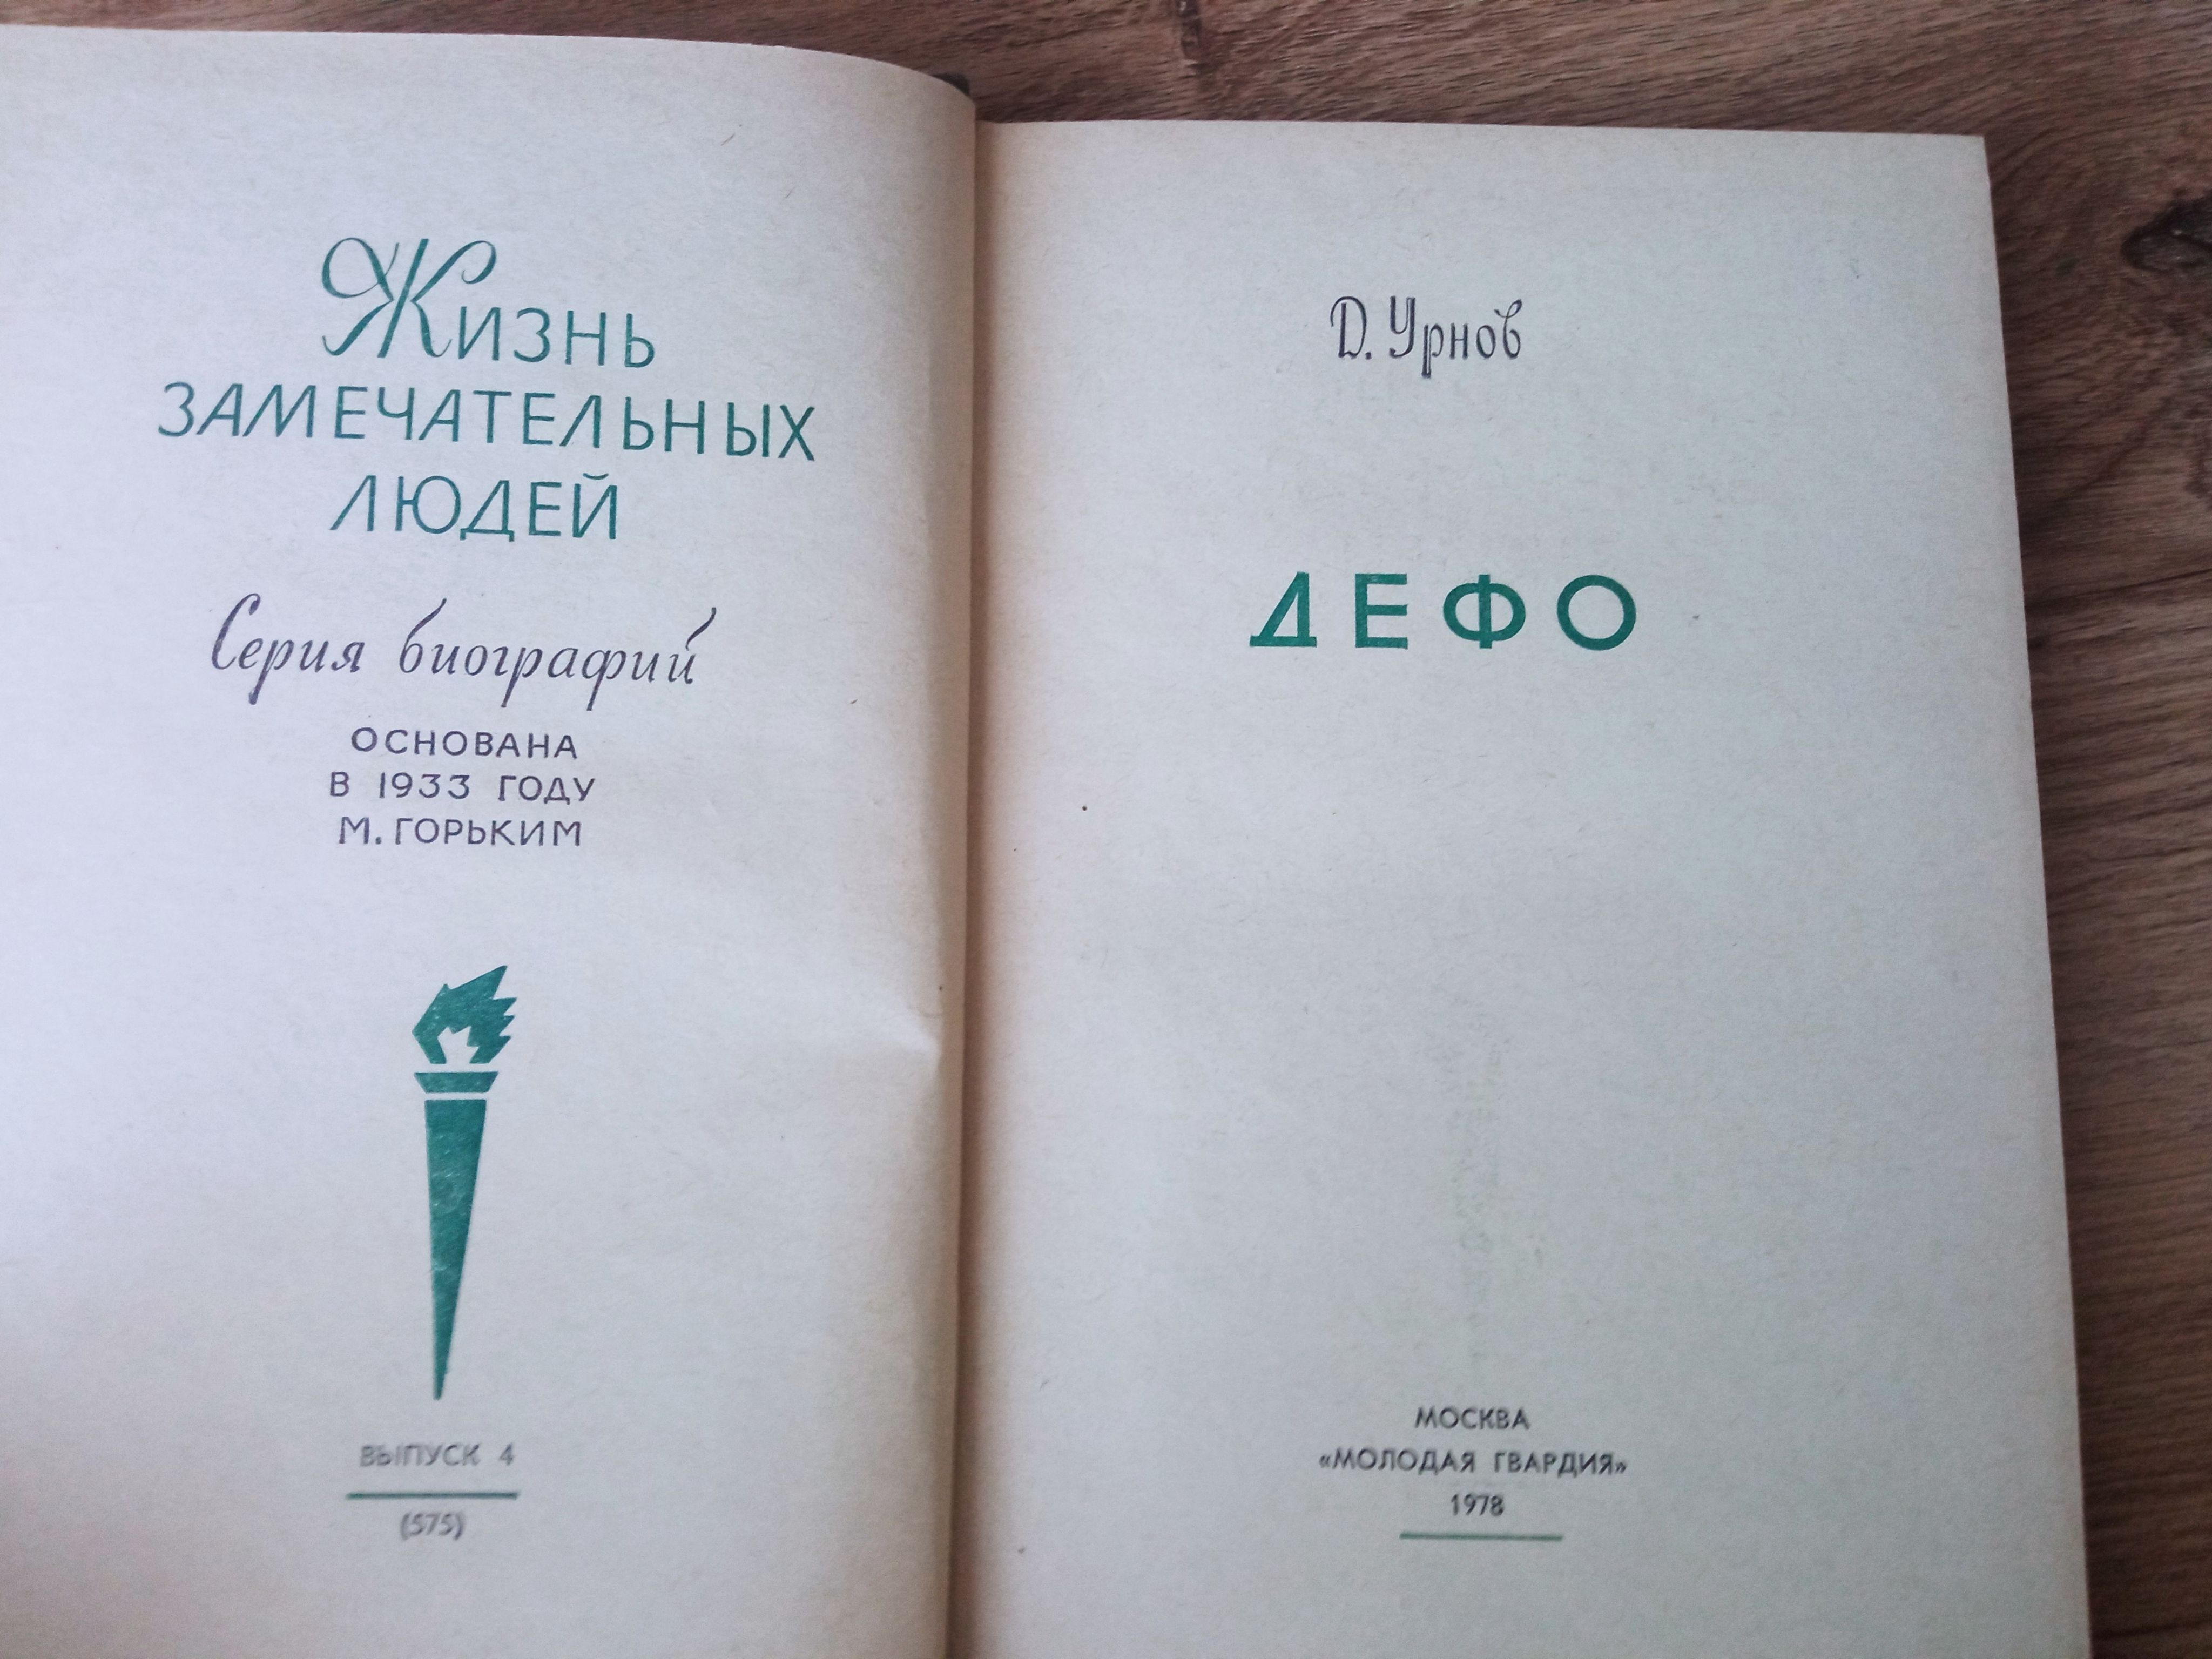 Жизнь
ЗАМЕЧАТЕЛЬНЫХ
ЛЮДЕЙ
Серия биографий
ОСНОВАНА
В 1933 ГОДУ
М. ГОРЬКИМ
ВЫПУСК 4
(575)
Д. Урнов
ДЕФО
МОСКВА
«МОЛОДАЯ ГВАРДИЯ»
1978